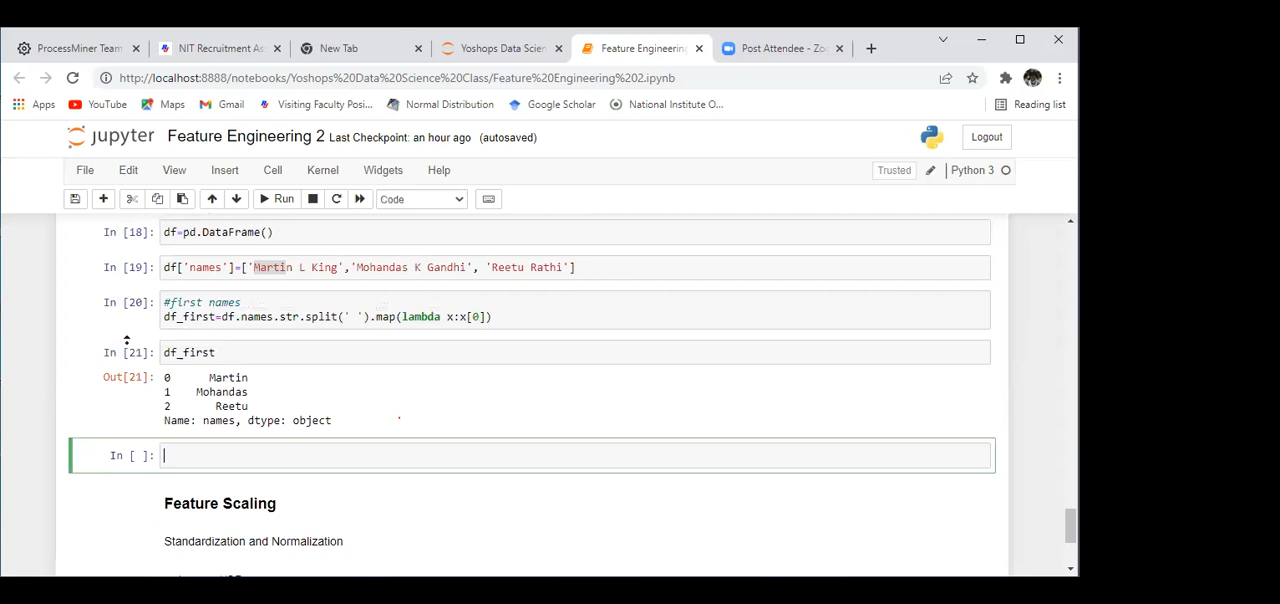 ProcessMiner Team
NIT Recruitment As
New Tab
Yoshops Data Scien
Feature Engineering
Post Attendee - Zoo
http://localhost:8888/notebooks/Yoshops%20Data%20Science%20Class/Feature%20Engineering%202.ipynb
Apps YouTube Maps Gmail Visiting Faculty Posi... Normal Distribution Google Scholar National Institute O... Reading list
jupyter Feature Engineering 2 Last Checkpoint: an hour ago (autosaved) Logout
File Edit View Insert Cell Kernel Widgets Help Trusted Python 3
Run Code
In [18]: df=pd.DataFrame()
In [19]: df['names']=['Martin L King','Mohandas K Gandhi', 'Reetu Rathi']
In [20]: #first names
df_first=df.names.str.split(' ').map(lambda x:x[0])
In [21]: df_first
Out[21]: 0 Martin
1 Mohandas
2 Reetu
Name: names, dtype: object
In [ ]:
Feature Scaling
Standardization and Normalization